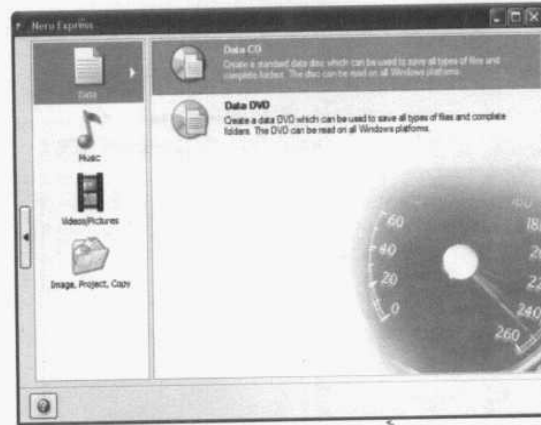 Nero Express
Data
Music
Videos/Pictures
Image, Project, Copy
Data CD
Create a standard data disc which can be used to save all types of files and
complete folders. The disc can be read on all Windows platforms.
Data DVD
Create a data DVD which can be used to save all types of files and complete
folders. The DVD can be read on all Windows platforms.
60
40
20
0
240
260